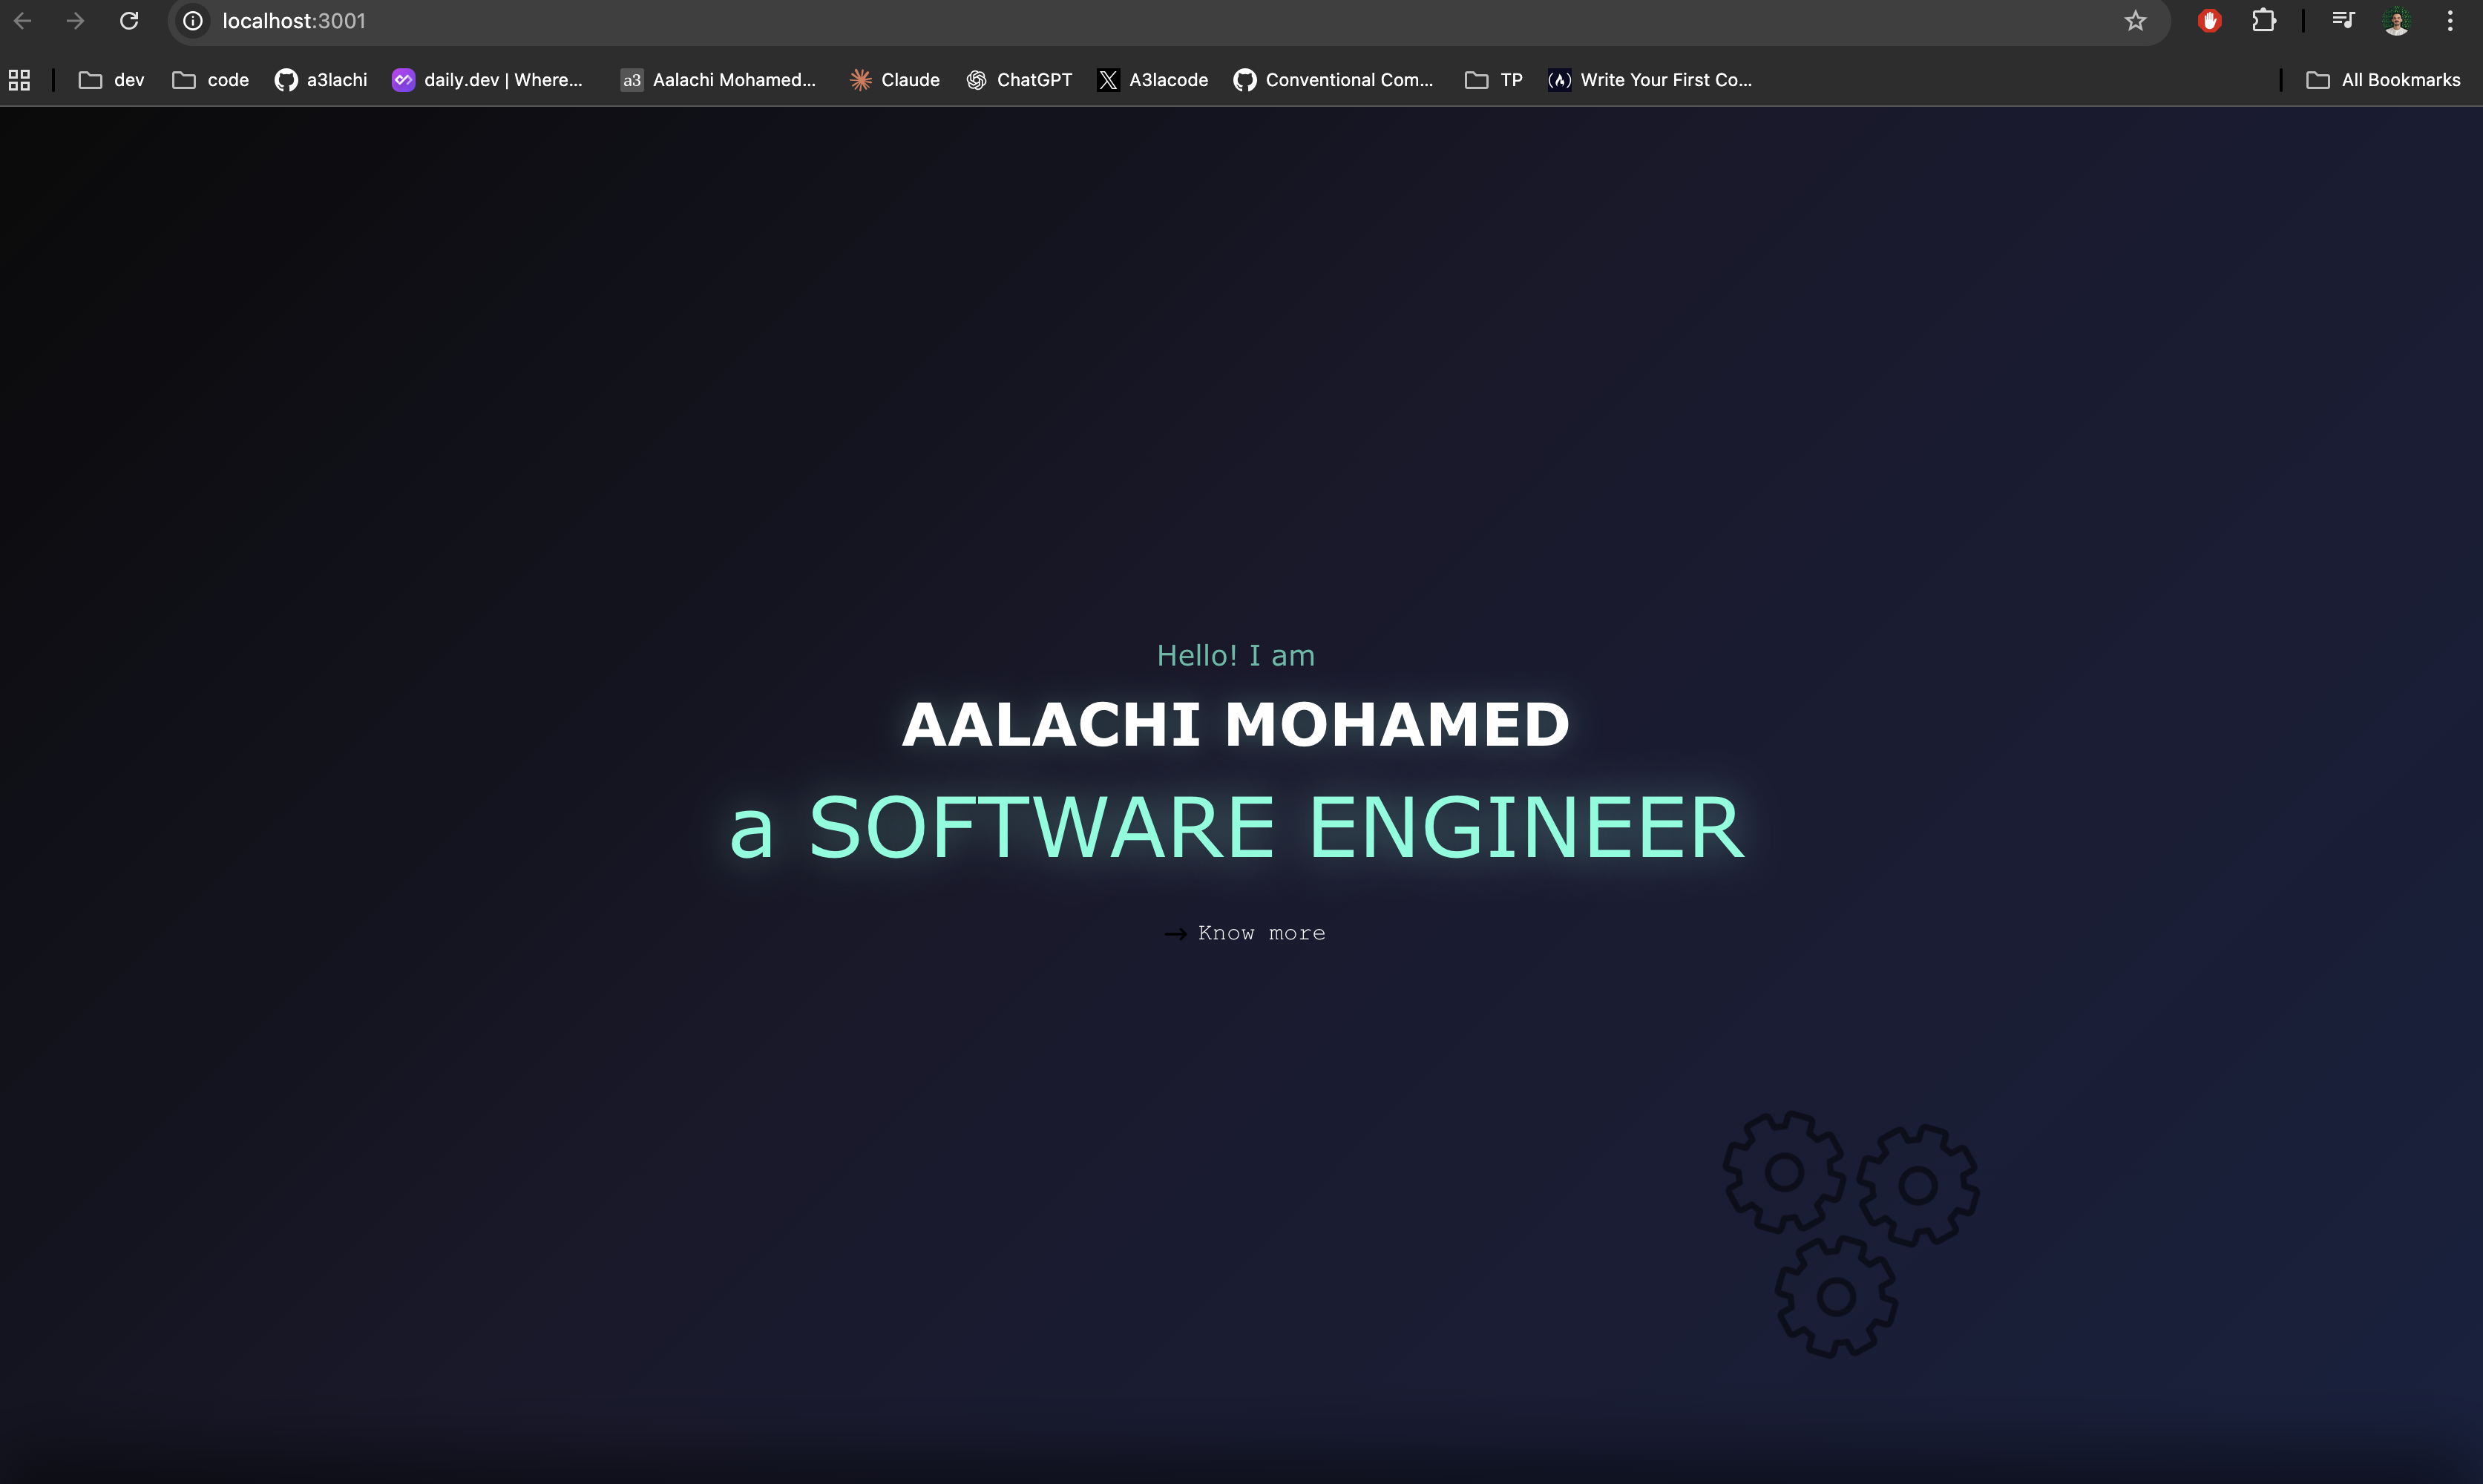 localhost:3001
dev code a3lachi daily.dev | Where... a3 Aalachi Mohamed... Claude ChatGPT A3lacode Conventional Com... TP Write Your First Co... All Bookmarks
Hello! I am
AALACHI MOHAMED
a SOFTWARE ENGINEER
→ Know more